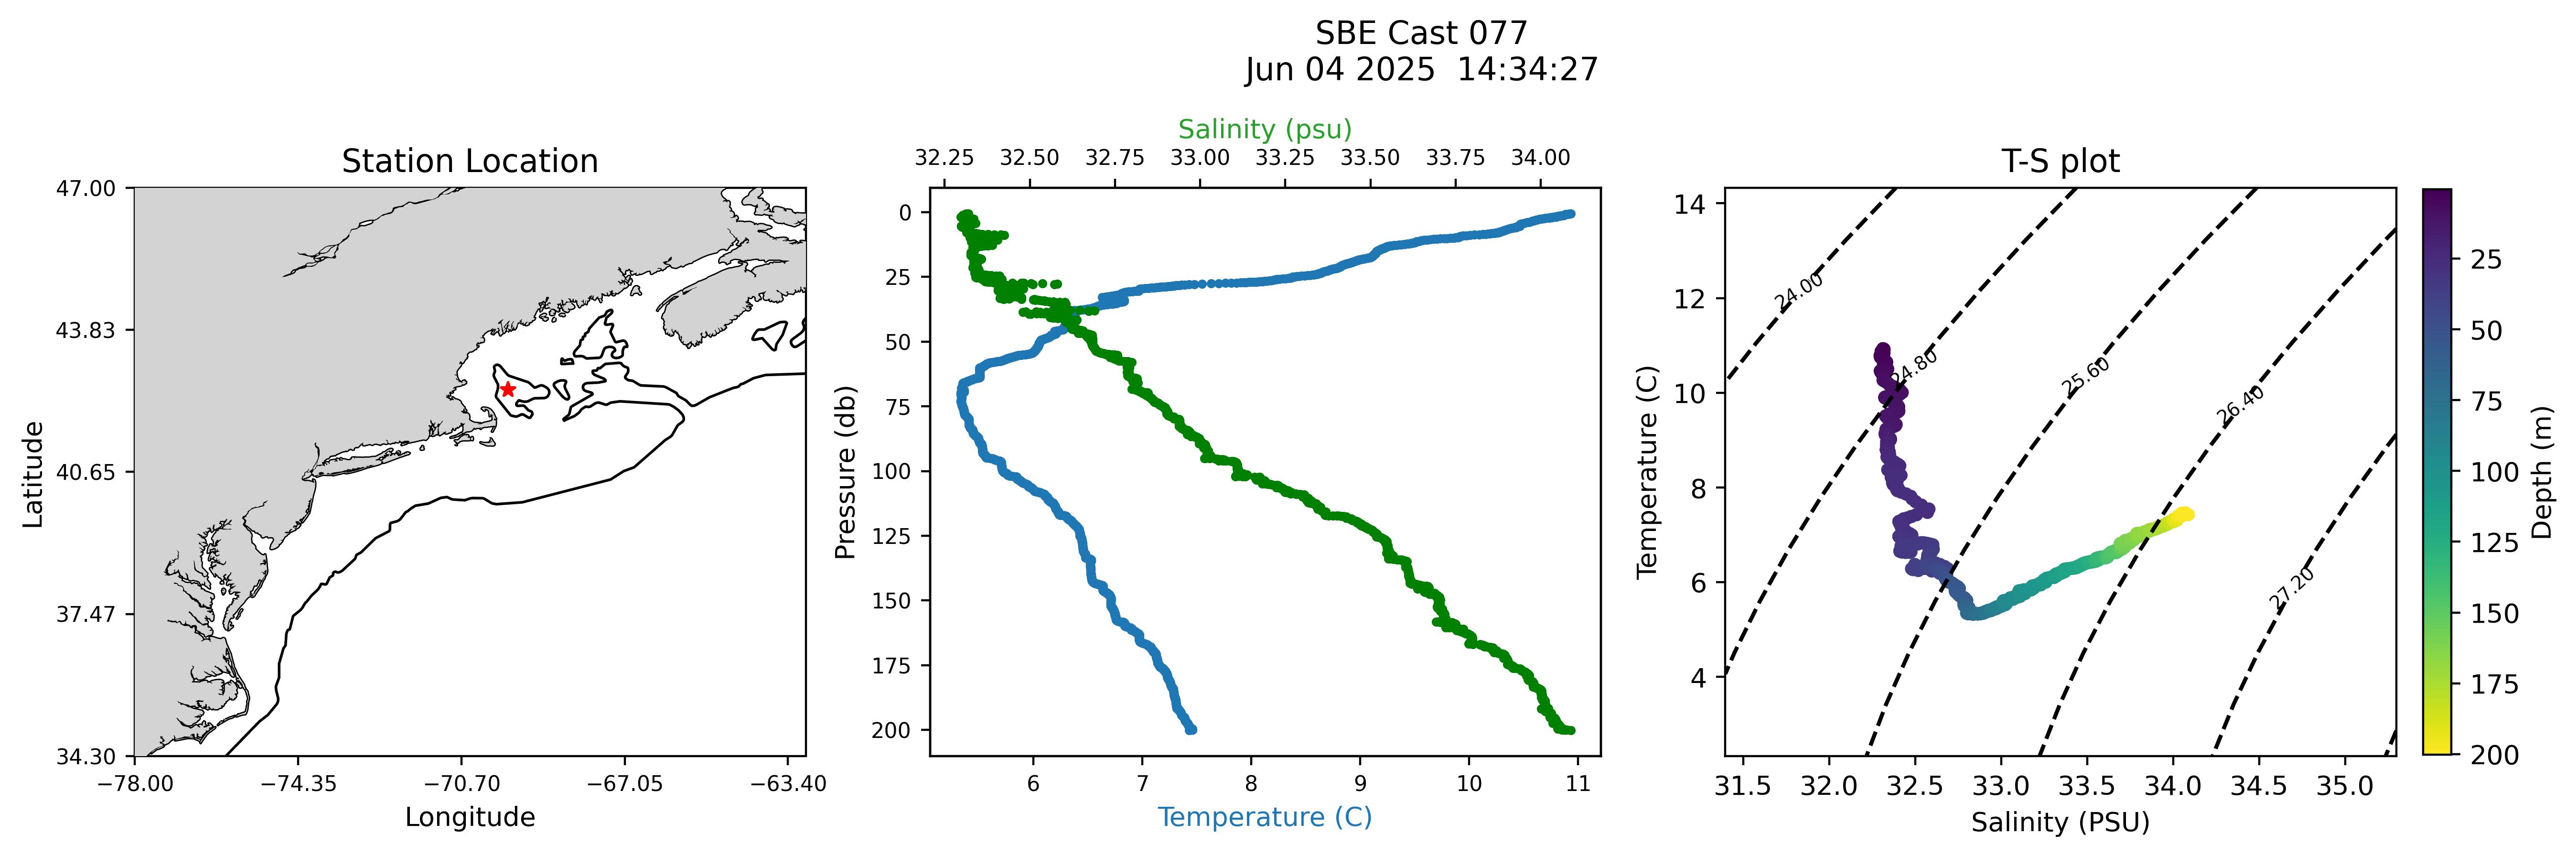 SBE Cast 077
Jun 04 2025  14:34:27
Station Location
47.00
43.83
40.65
37.47
34.30
Latitude
−78.00 −74.35 −70.70 −67.05 −63.40
Longitude
Salinity (psu)
32.25 32.50 32.75 33.00 33.25 33.50 33.75 34.00
0
25
50
75
100
125
150
175
200
Pressure (db)
6 7 8 9 10 11
Temperature (C)
T-S plot
14
12
10
8
6
4
Temperature (C)
24.00
24.80
25.60
26.40
27.20
31.5 32.0 32.5 33.0 33.5 34.0 34.5 35.0
Salinity (PSU)
25
50
75
100
125
150
175
200
Depth (m)